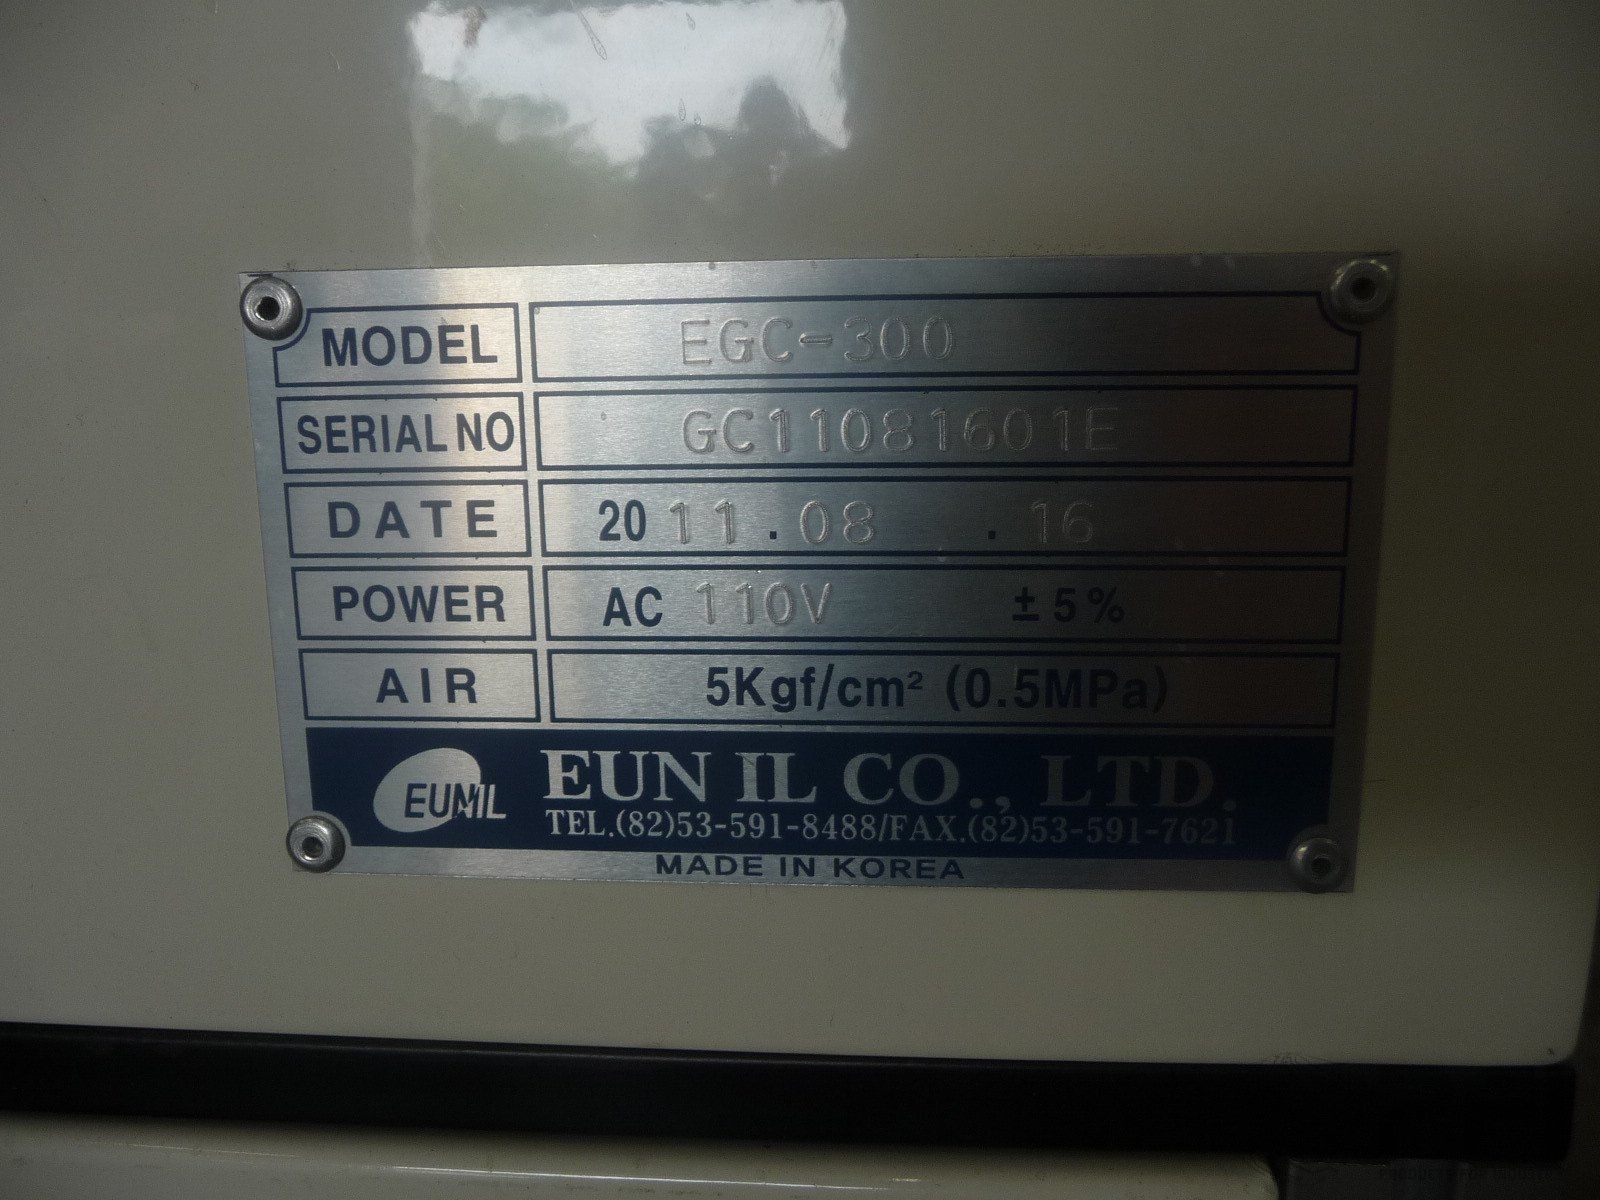 MODEL EGC-300
SERIAL NO GC11081601E
DATE 2011.08 .16
POWER AC 110V ±5%
AIR 5Kgf/cm² (0.5MPa)
EUNIL EUN IL CO., LTD.
TEL.(82)53-591-8488/FAX.(82)53-591-7621
MADE IN KOREA